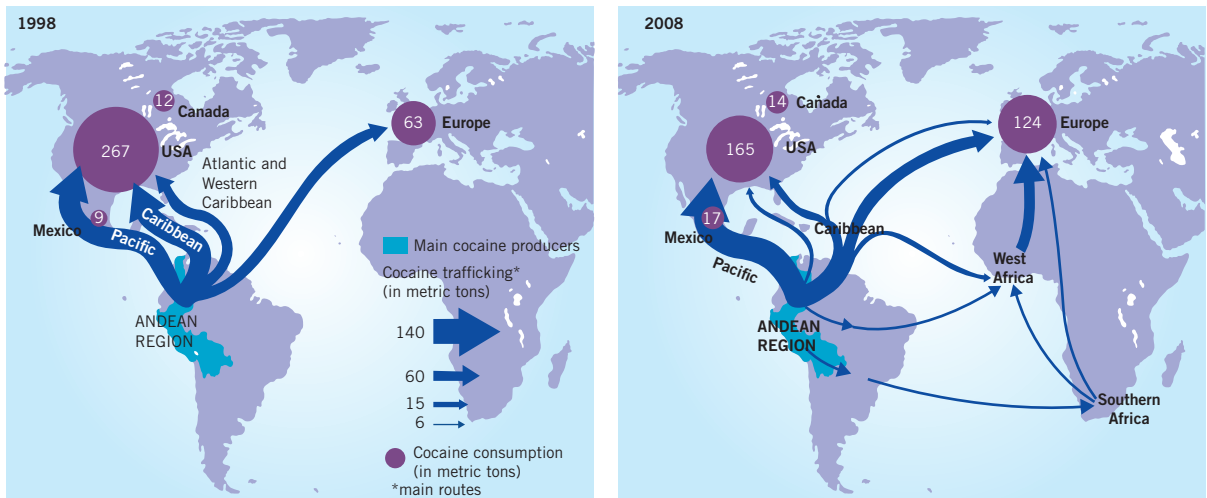 1998
12
Canada
267
USA
63
Europe
Atlantic and
Western
Caribbean
9
Mexico
Pacific
Caribbean
Main cocaine producers
Cocaine trafficking*
(in metric tons)
140
60
15
6
ANDEAN
REGION
Cocaine consumption
(in metric tons)
*main routes
2008
14
Canada
165
USA
124
Europe
17
Mexico
Caribbean
Pacific
West
Africa
ANDEAN
REGION
Southern
Africa